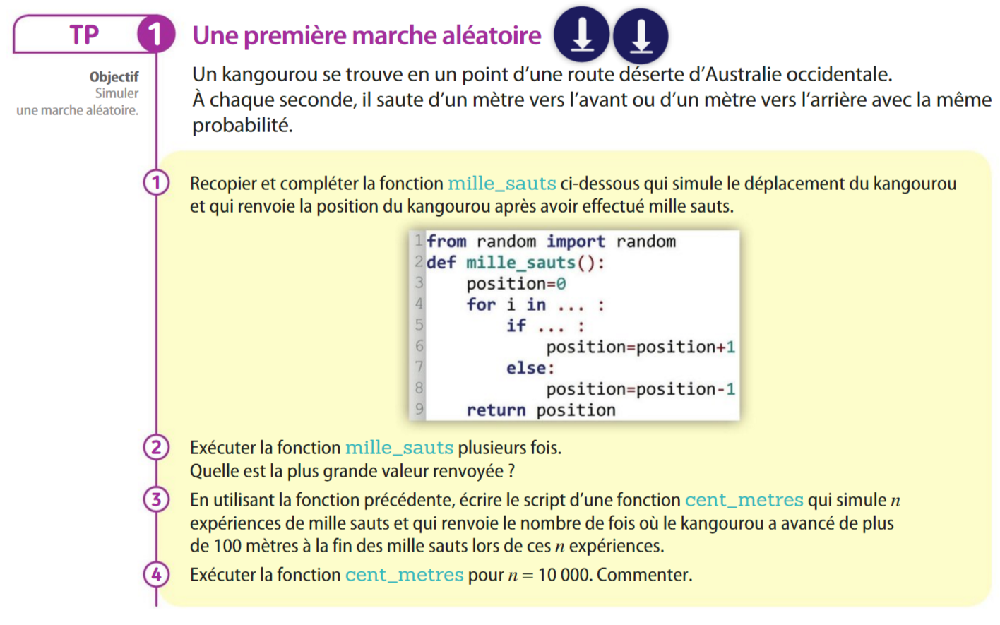 TP 1 Une première marche aléatoire
Objectif
Simuler
une marche aléatoire.
Un kangourou se trouve en un point d’une route déserte d’Australie occidentale.
À chaque seconde, il saute d’un mètre vers l’avant ou d’un mètre vers l’arrière avec la même
probabilité.
1 Recopier et compléter la fonction mille_sauts ci-dessous qui simule le déplacement du kangourou
et qui renvoie la position du kangourou après avoir effectué mille sauts.
1 from random import random
2 def mille_sauts():
3     position=0
4     for i in ... :
5         if ... :
6             position=position+1
7         else:
8             position=position-1
9     return position
2 Exécuter la fonction mille_sauts plusieurs fois.
Quelle est la plus grande valeur renvoyée ?
3 En utilisant la fonction précédente, écrire le script d’une fonction cent_metres qui simule n
expériences de mille sauts et qui renvoie le nombre de fois où le kangourou a avancé de plus
de 100 mètres à la fin des mille sauts lors de ces n expériences.
4 Exécuter la fonction cent_metres pour n = 10 000. Commenter.